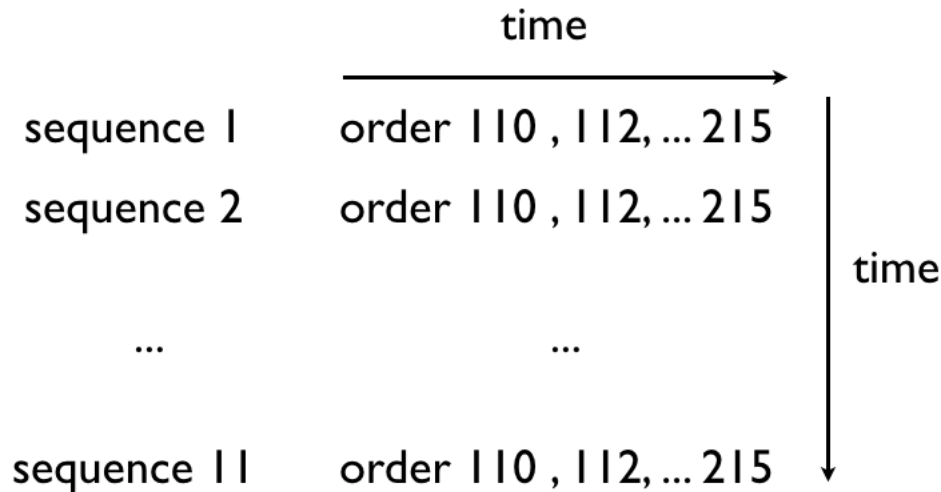 time
sequence 1 order 110 , 112, ... 215
sequence 2 order 110 , 112, ... 215
time
... ...
sequence 11 order 110 , 112, ... 215